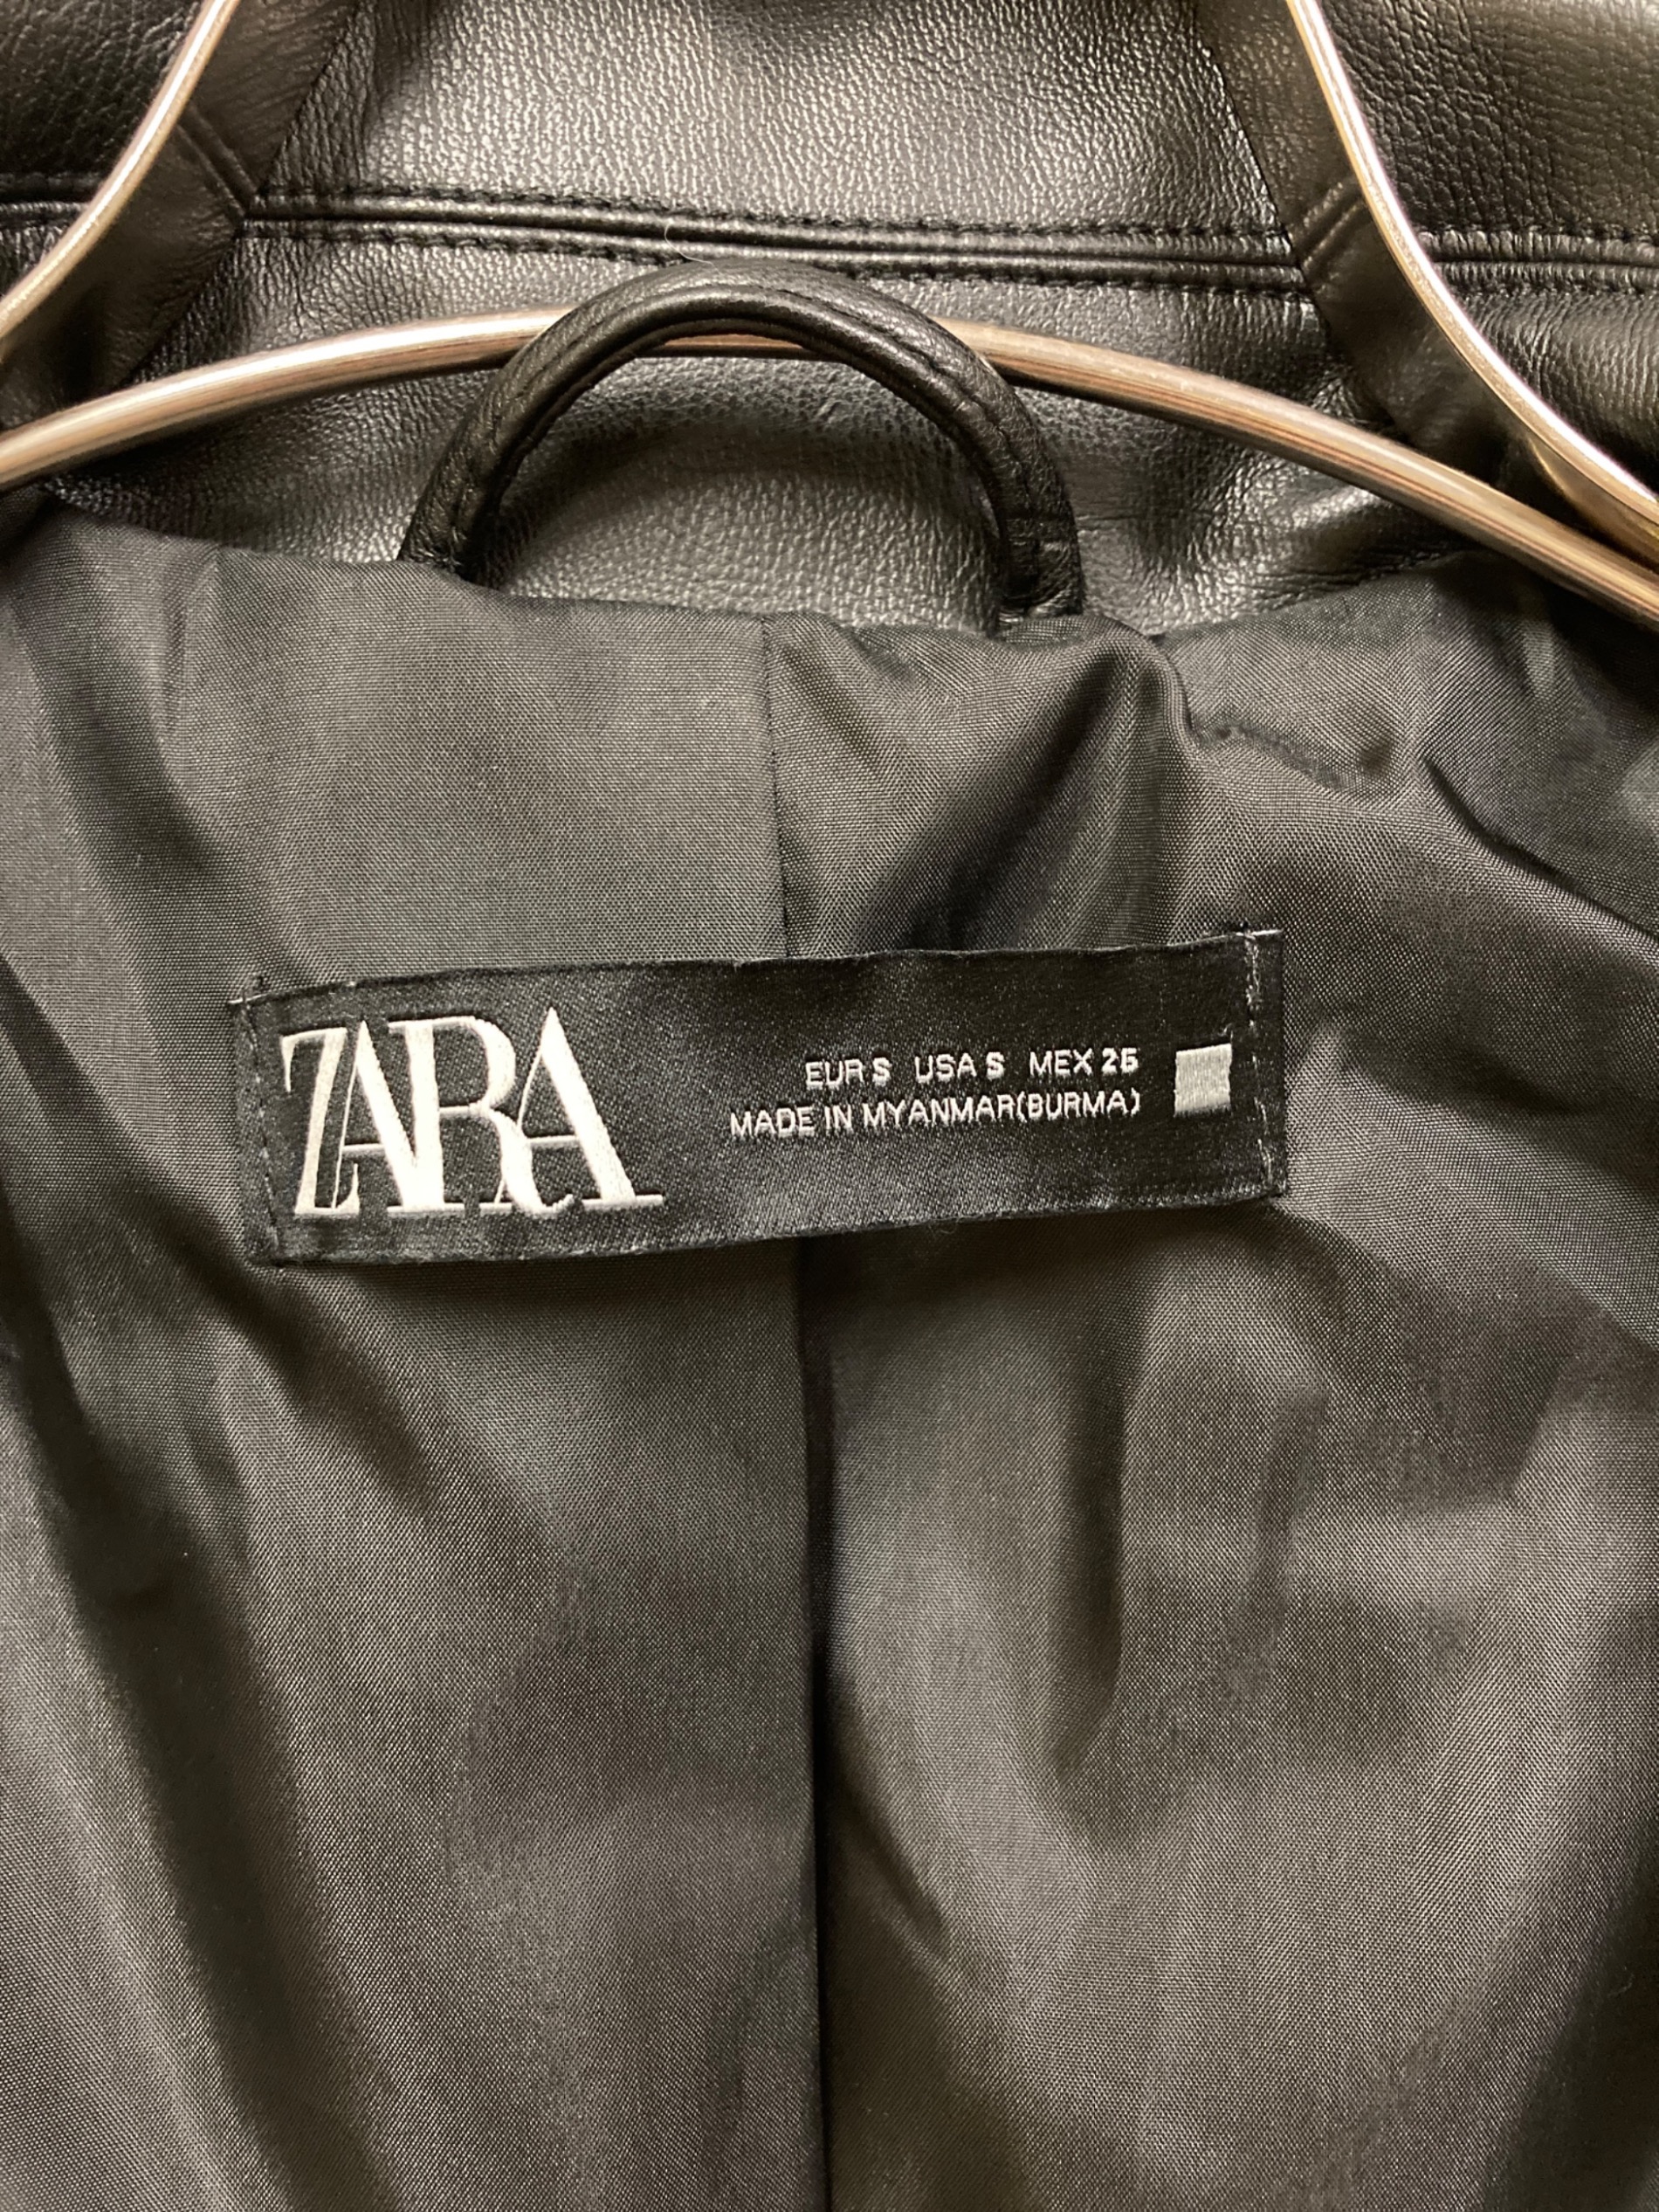 ZARA
EUR S USA S MEX 26
MADE IN MYANMAR(BURMA)